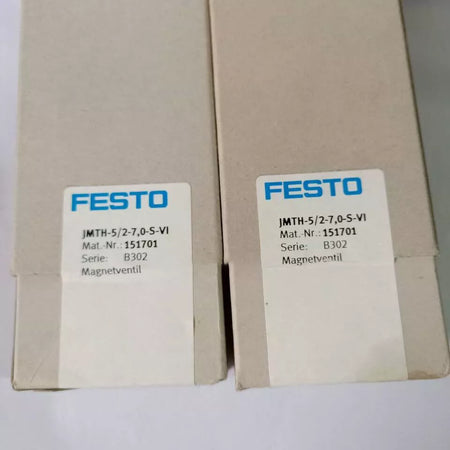 FESTO
JMTH-5/2-7,0-S-VI
Mat.-Nr.: 151701
Serie: B302
Magnetventil
FESTO
JMTH-5/2-7,0-S-VI
Mat.-Nr.: 151701
Serie: B302
Magnetventil